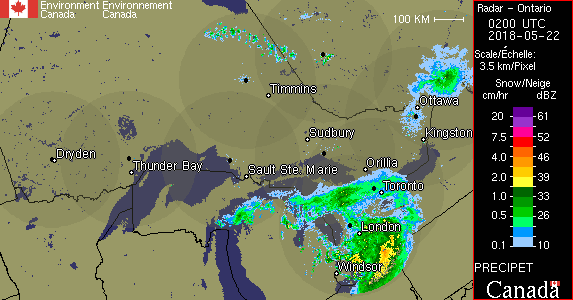 Environment Environnement
Canada Canada
100 KM
Timmins
Ottawa
Sudbury
Kingston
Dryden
Thunder Bay
Sault Ste. Marie
Orillia
Toronto
London
Windsor
Radar - Ontario
0200 UTC
2018-05-22
Scale/Échelle:
3.5 km/Pixel
Snow/Neige
cm/hr dBZ
20 61
7.5 52
4.0 46
2.0 39
1.0 33
0.5 26
0.1 10
PRECIPET
Canada